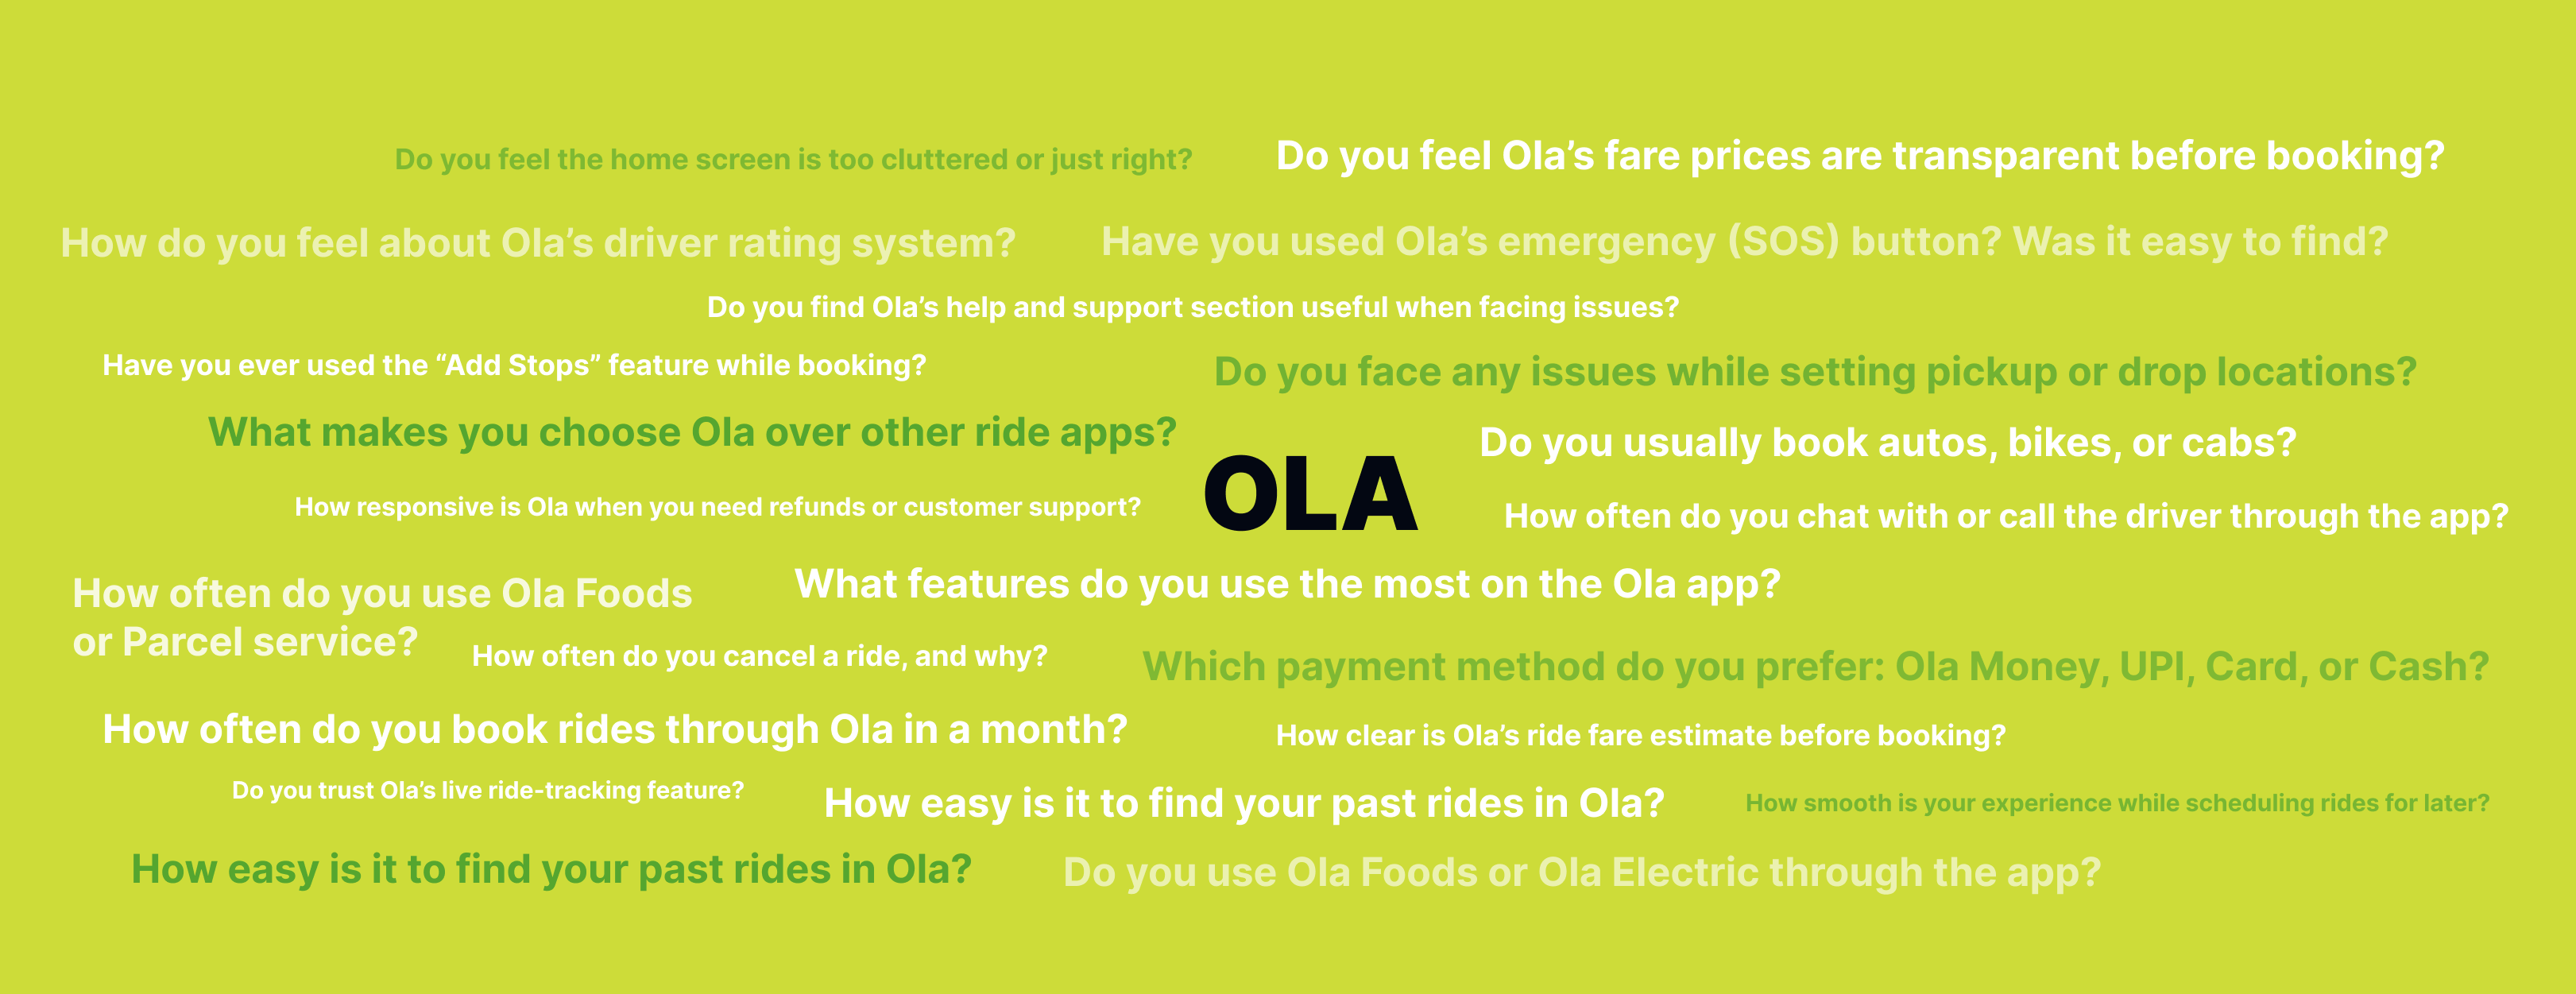 Do you feel the home screen is too cluttered or just right?
Do you feel Ola’s fare prices are transparent before booking?
How do you feel about Ola’s driver rating system?
Have you used Ola’s emergency (SOS) button? Was it easy to find?
Do you find Ola’s help and support section useful when facing issues?
Have you ever used the “Add Stops” feature while booking?
Do you face any issues while setting pickup or drop locations?
What makes you choose Ola over other ride apps?
Do you usually book autos, bikes, or cabs?
OLA
How responsive is Ola when you need refunds or customer support?
How often do you chat with or call the driver through the app?
What features do you use the most on the Ola app?
How often do you use Ola Foods
or Parcel service?
How often do you cancel a ride, and why?
Which payment method do you prefer: Ola Money, UPI, Card, or Cash?
How often do you book rides through Ola in a month?
How clear is Ola’s ride fare estimate before booking?
Do you trust Ola’s live ride-tracking feature?
How easy is it to find your past rides in Ola?
How smooth is your experience while scheduling rides for later?
How easy is it to find your past rides in Ola?
Do you use Ola Foods or Ola Electric through the app?